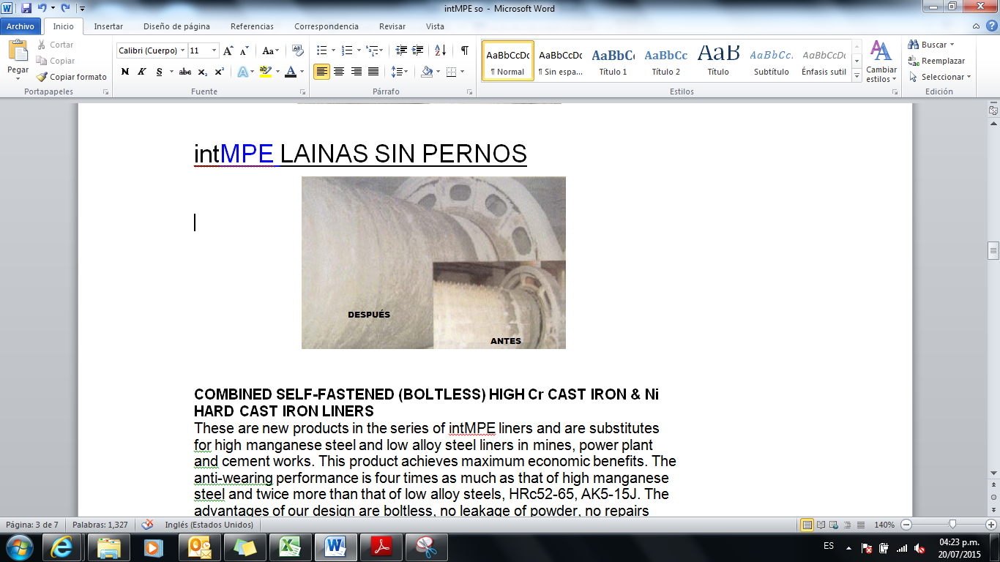 intMPE so - Microsoft Word
Archivo Inicio Insertar Diseño de página Referencias Correspondencia Revisar Vista
Pegar
Cortar
Copiar
Copiar formato
Portapapeles
Calibri (Cuerpo) 11
Aa
N K S abc x₂ x² A ab A
Fuente
Párrafo
AaBbCcDc AaBbCcDc AaBbC AaBbCc AaB AaBbCc. AaBbCcDc
¶ Normal ¶ Sin espa... Título 1 Título 2 Título Subtítulo Énfasis sutil
Cambiar
estilos
Estilos
Buscar
Reemplazar
Seleccionar
Edición
intMPE LAINAS SIN PERNOS
DESPUÉS
ANTES
COMBINED SELF-FASTENED (BOLTLESS) HIGH Cr CAST IRON & Ni
HARD CAST IRON LINERS
These are new products in the series of intMPE liners and are substitutes
for high manganese steel and low alloy steel liners in mines, power plant
and cement works. This product achieves maximum economic benefits. The
anti-wearing performance is four times as much as that of high manganese
steel and twice more than that of low alloy steels, HRc52-65, AK5-15J. The
advantages of our design are boltless, no leakage of powder, no repairs
Página: 3 de 7 Palabras: 1,327 Inglés (Estados Unidos) 140%
ES 04:23 p.m.
20/07/2015